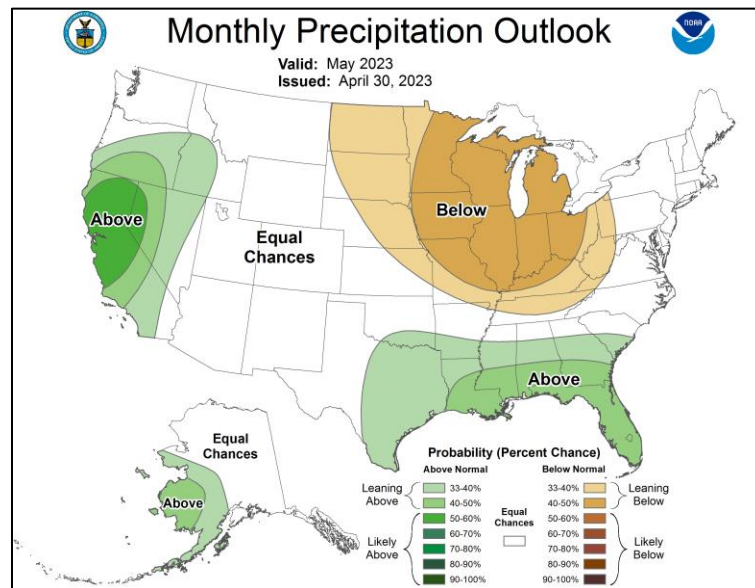 Monthly Precipitation Outlook
NOAA
Valid: May 2023
Issued: April 30, 2023
Above
Equal
Chances
Below
Above
Equal
Chances
Above
Probability (Percent Chance)
Above Normal
Below Normal
Leaning
Above
33-40%
40-50%
50-60%
60-70%
70-80%
80-90%
90-100%
Likely
Above
Equal
Chances
33-40%
40-50%
50-60%
60-70%
70-80%
80-90%
90-100%
Leaning
Below
Likely
Below